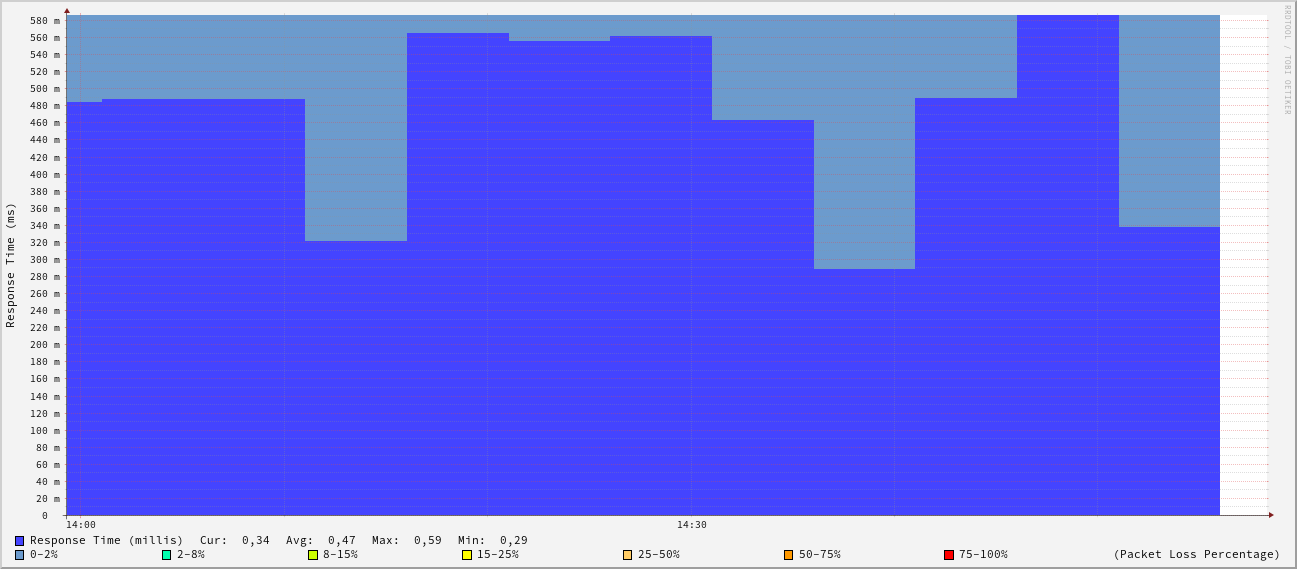 RRDTOOL / TOBI OETIKER
Response Time (ms)
580 m
560 m
540 m
520 m
500 m
480 m
460 m
440 m
420 m
400 m
380 m
360 m
340 m
320 m
300 m
280 m
260 m
240 m
220 m
200 m
180 m
160 m
140 m
120 m
100 m
80 m
60 m
40 m
20 m
0
14:00 14:30
Response Time (millis) Cur: 0,34 Avg: 0,47 Max: 0,59 Min: 0,29
0-2% 2-8% 8-15% 15-25% 25-50% 50-75% 75-100% (Packet Loss Percentage)